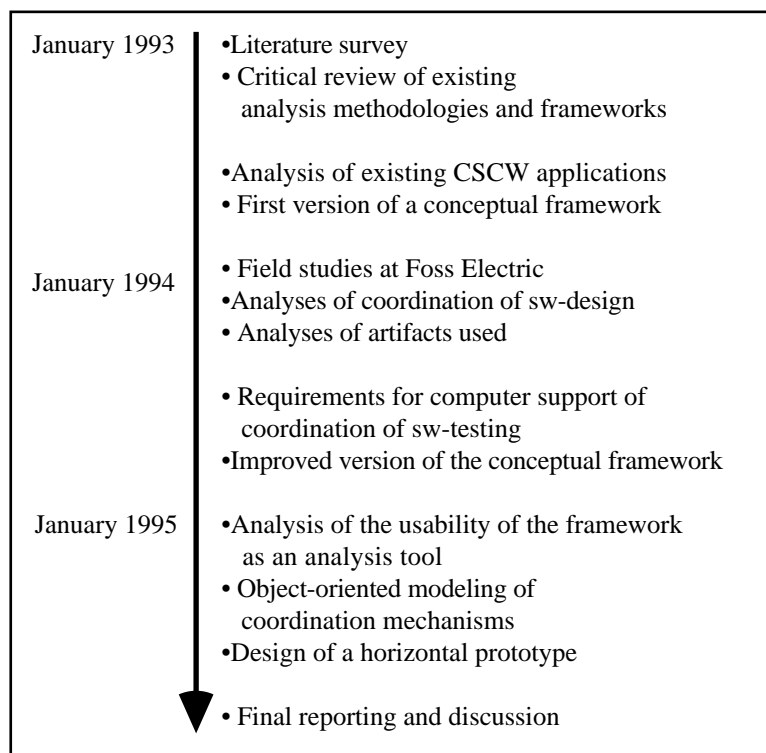 January 1993
•Literature survey
• Critical review of existing
analysis methodologies and frameworks
•Analysis of existing CSCW applications
• First version of a conceptual framework
January 1994
• Field studies at Foss Electric
•Analyses of coordination of sw-design
• Analyses of artifacts used
• Requirements for computer support of
coordination of sw-testing
•Improved version of the conceptual framework
January 1995
•Analysis of the usability of the framework
as an analysis tool
• Object-oriented modeling of
coordination mechanisms
•Design of a horizontal prototype
• Final reporting and discussion